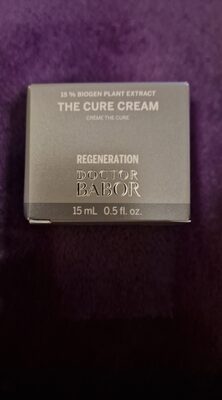 15 % BIOGEN PLANT EXTRACT
THE CURE CREAM
CRÈME THE CURE
REGENERATION
DOCTOR
BABOR
15 mL 0.5 fl. oz.